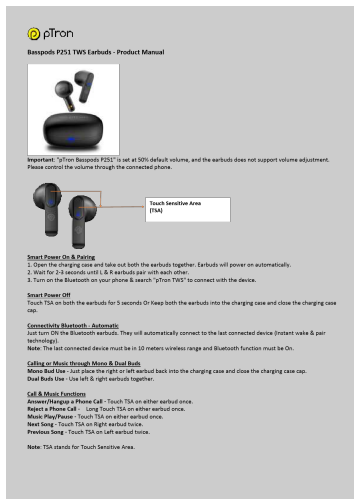 pTron
Basspods P251 TWS Earbuds - Product Manual
Important: "pTron Basspods P251" is set at 50% default volume, and the earbuds does not support volume adjustment.
Please control the volume through the connected phone.
Touch Sensitive Area
(TSA)
Smart Power On & Pairing
1. Open the charging case and take out both the earbuds together. Earbuds will power on automatically.
2. Wait for 2-3 seconds until L & R earbuds pair with each other.
3. Turn on the Bluetooth on your phone & search "pTron TWS" to connect with the device.
Smart Power Off
Touch TSA on both the earbuds for 5 seconds Or Keep both the earbuds into the charging case and close the charging case
cap.
Connectivity Bluetooth - Automatic
Just turn ON the Bluetooth earbuds. They will automatically connect to the last connected device (Instant wake & pair
technology).
Note: The last connected device must be in 10 meters wireless range and Bluetooth function must be On.
Calling or Music through Mono & Dual Buds
Mono Bud Use - Just place the right or left earbud back into the charging case and close the charging case cap.
Dual Buds Use - Use left & right earbuds together.
Call & Music Functions
Answer/Hangup a Phone Call - Touch TSA on either earbud once.
Reject a Phone Call - Long Touch TSA on either earbud once.
Music Play/Pause - Touch TSA on either earbud once.
Next Song - Touch TSA on Right earbud twice.
Previous Song - Touch TSA on Left earbud twice.
Note: TSA stands for Touch Sensitive Area.